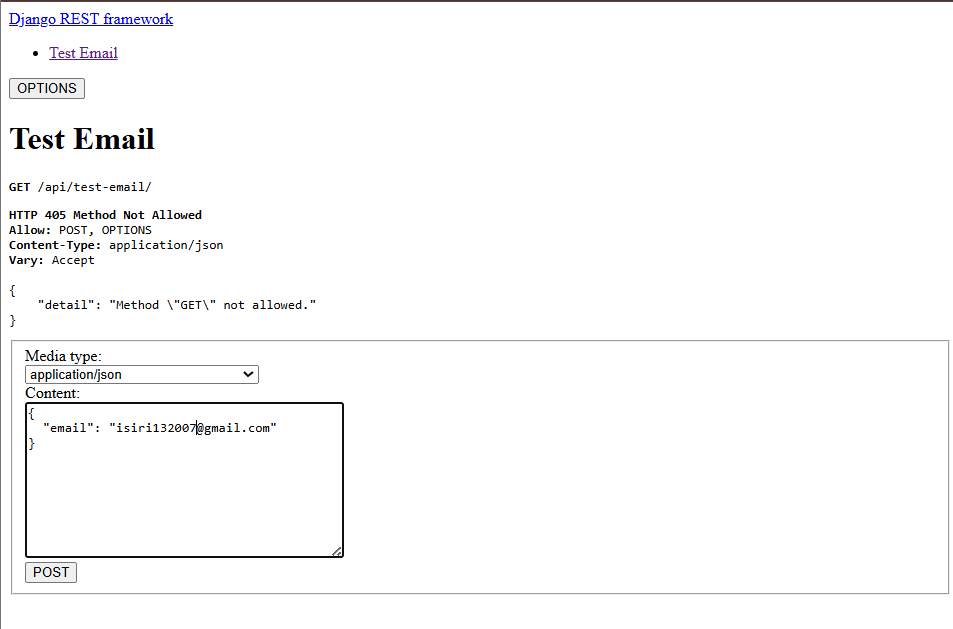 Django REST framework
Test Email
OPTIONS
Test Email
GET /api/test-email/
HTTP 405 Method Not Allowed
Allow: POST, OPTIONS
Content-Type: application/json
Vary: Accept
{
    "detail": "Method \"GET\" not allowed."
}
Media type:
application/json
Content:
{
  "email": "isiri132007@gmail.com"
}
POST